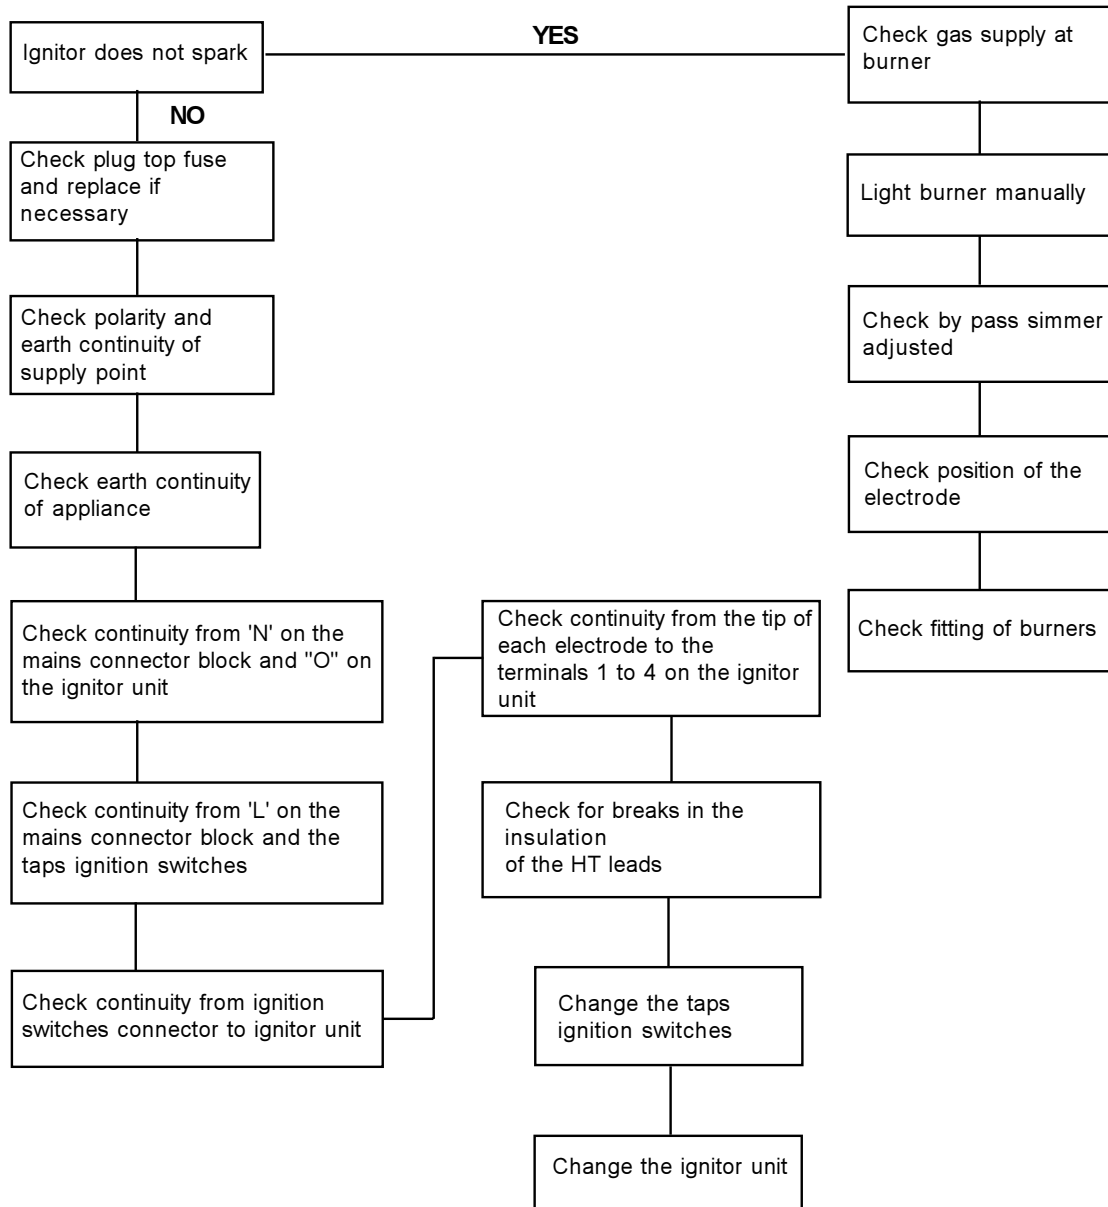 Ignitor does not spark
YES
Check gas supply at
burner
NO
Check plug top fuse
and replace if
necessary
Light burner manually
Check polarity and
earth continuity of
supply point
Check by pass simmer
adjusted
Check earth continuity
of appliance
Check position of the
electrode
Check continuity from 'N' on the
mains connector block and "O" on
the ignitor unit
Check continuity from the tip of
each electrode to the
terminals 1 to 4 on the ignitor
unit
Check fitting of burners
Check continuity from 'L' on the
mains connector block and the
taps ignition switches
Check for breaks in the
insulation
of the HT leads
Check continuity from ignition
switches connector to ignitor unit
Change the taps
ignition switches
Change the ignitor unit